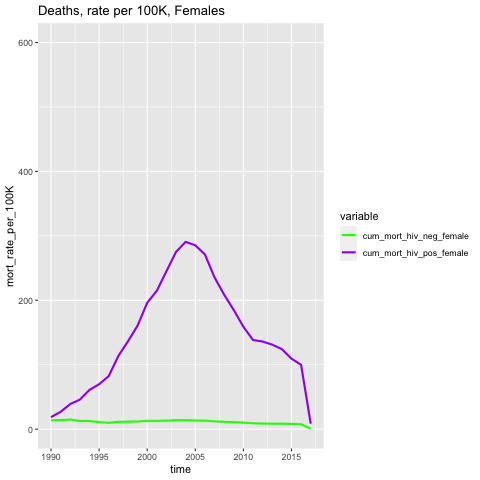 Deaths, rate per 100K, Females
mort_rate_per_100K
600
400
200
0
1990
1995
2000
2005
2010
2015
time
variable
cum_mort_hiv_neg_female
cum_mort_hiv_pos_female